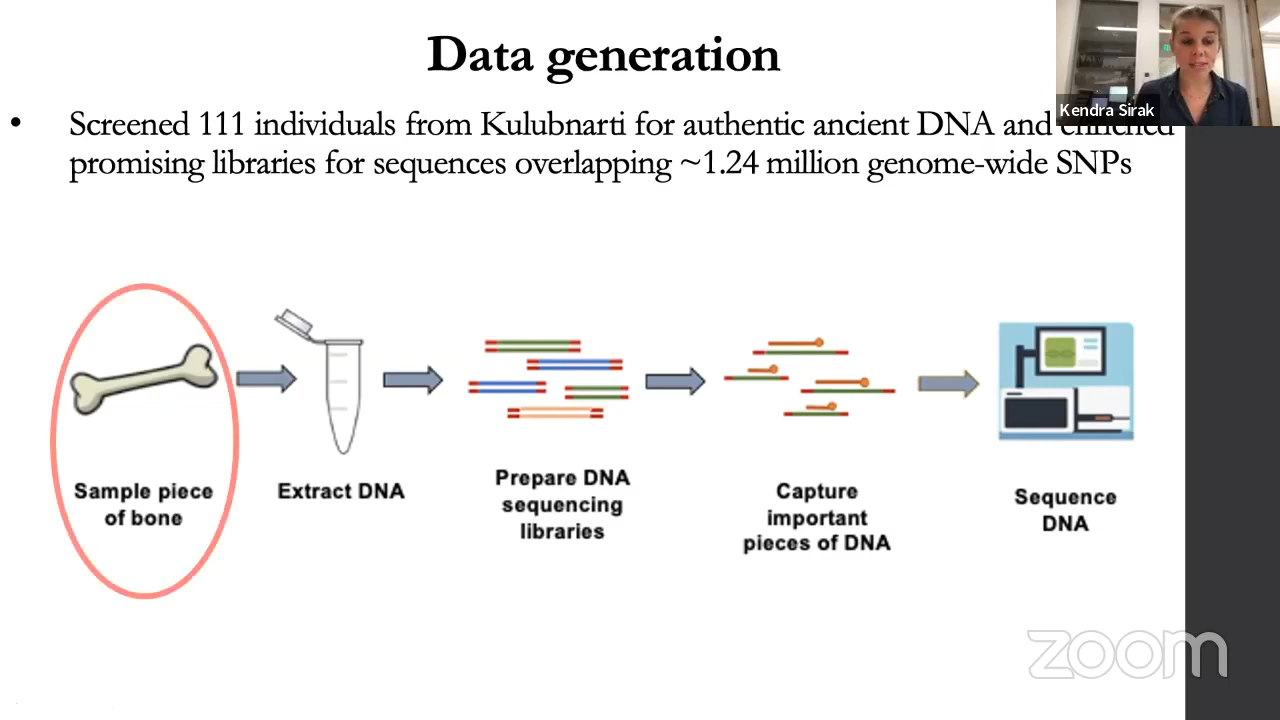 Data generation
Kendra Sirak
• Screened 111 individuals from Kulubnarti for authentic ancient DNA and enriched
promising libraries for sequences overlapping ~1.24 million genome-wide SNPs
Sample piece
of bone
Extract DNA
Prepare DNA
sequencing
libraries
Capture
important
pieces of DNA
Sequence
DNA
zoom